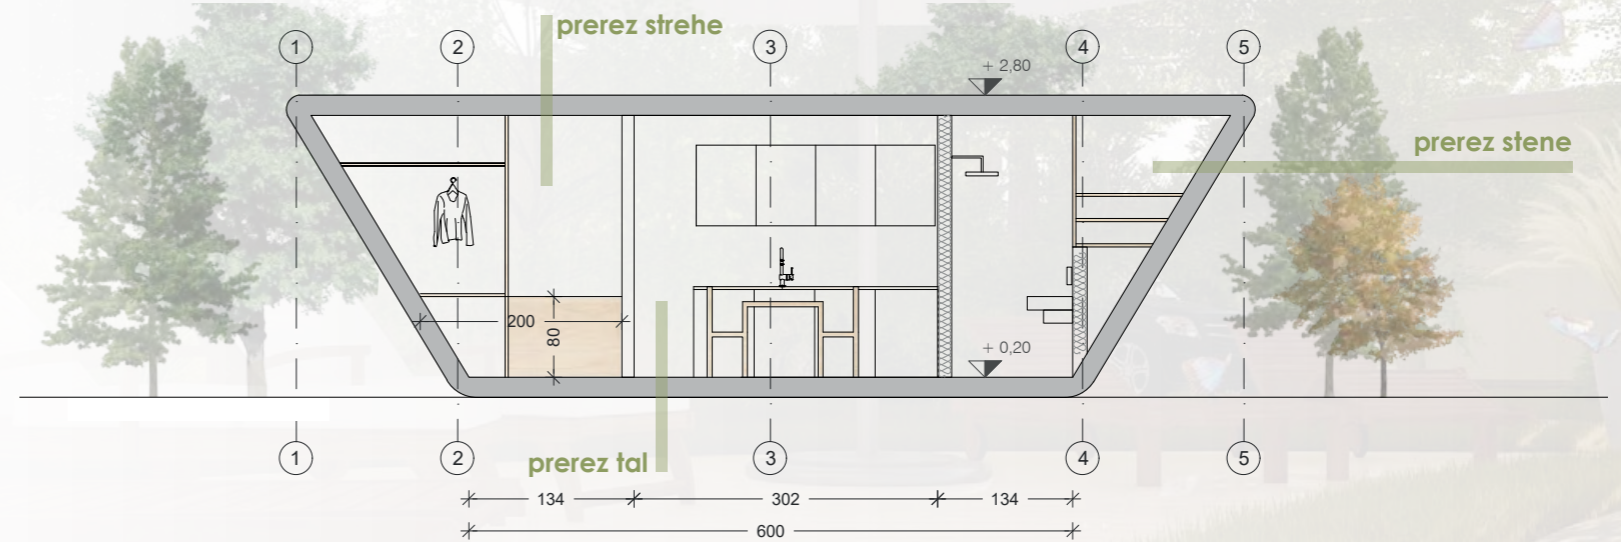 prerez strehe
1 2 3 4 5
+ 2,80
prerez stene
200
80
+ 0,20
1 2 3 4 5
prerez tal
134 302 134
600